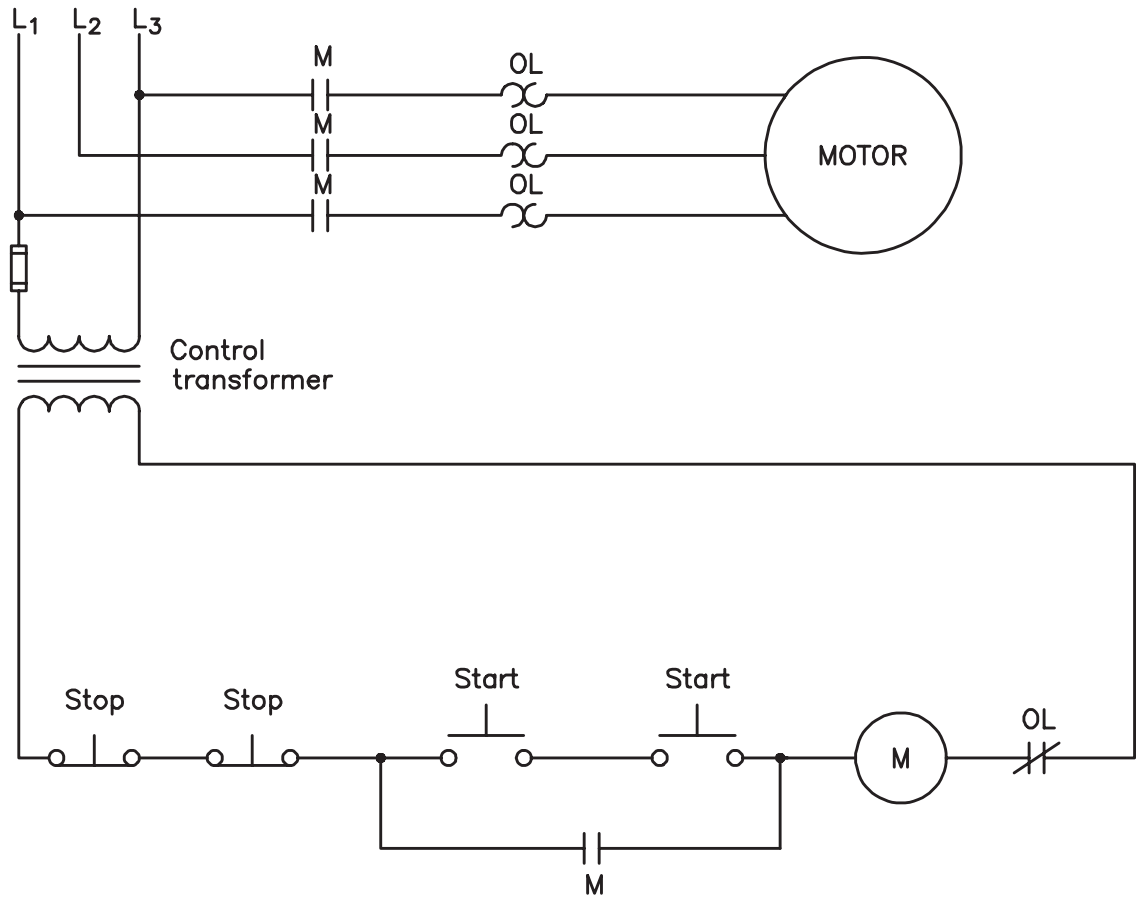 L1 L2 L3
M OL
M OL
MOTOR
M OL
Control
transformer
Stop Stop Start Start
OL
M
M